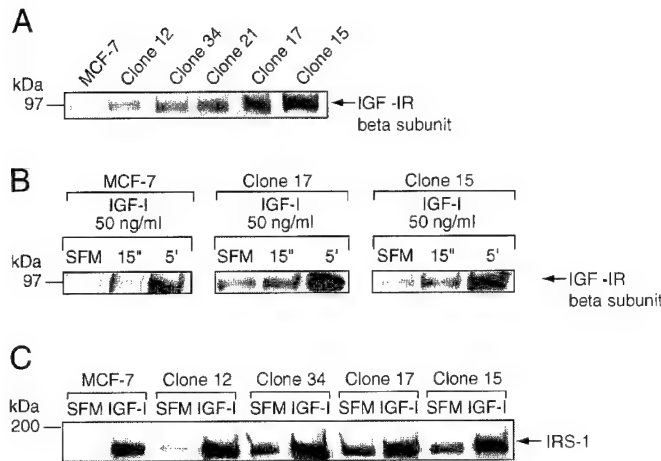 A
MCF-7 Clone 12 Clone 34 Clone 21 Clone 17 Clone 15
kDa
97 IGF -IR
beta subunit
B
MCF-7 Clone 17 Clone 15
IGF-I IGF-I IGF-I
50 ng/ml 50 ng/ml 50 ng/ml
SFM 15" 5' SFM 15" 5' SFM 15" 5'
kDa
97 IGF -IR
beta subunit
C
MCF-7 Clone 12 Clone 34 Clone 17 Clone 15
kDa SFM IGF-I SFM IGF-I SFM IGF-I SFM IGF-I SFM IGF-I
200
IRS-1